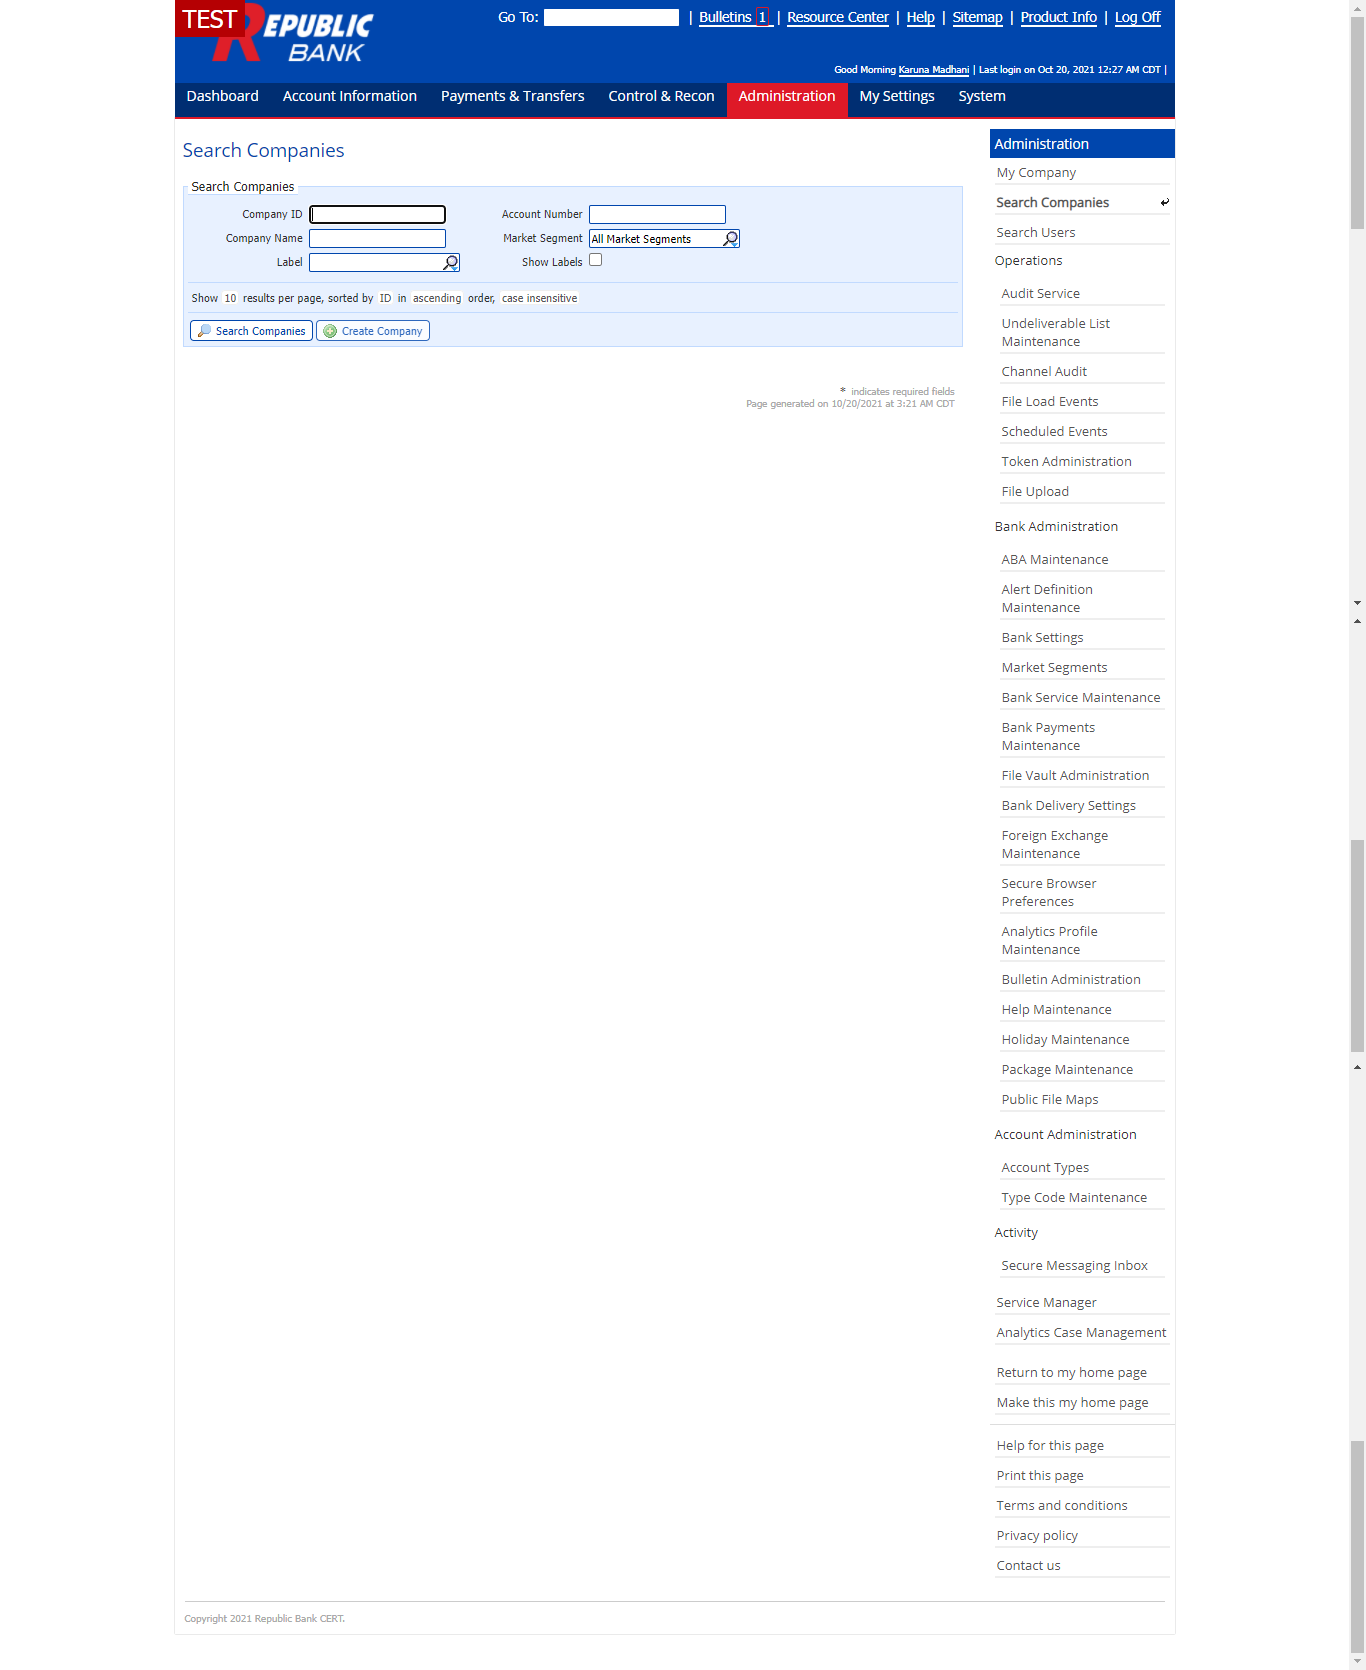 TEST
REPUBLIC
BANK
Go To: | Bulletins 1 | Resource Center | Help | Sitemap | Product Info | Log Off
Good Morning Karuna Madhani | Last login on Oct 20, 2021 12:27 AM CDT |
Dashboard Account Information Payments & Transfers Control & Recon Administration My Settings System
Search Companies
Search Companies
Company ID Account Number
Company Name Market Segment All Market Segments
Label Show Labels
Show 10 results per page, sorted by ID in ascending order, case insensitive
Search Companies Create Company
* indicates required fields
Page generated on 10/20/2021 at 3:21 AM CDT
Administration
My Company
Search Companies
Search Users
Operations
Audit Service
Undeliverable List
Maintenance
Channel Audit
File Load Events
Scheduled Events
Token Administration
File Upload
Bank Administration
ABA Maintenance
Alert Definition
Maintenance
Bank Settings
Market Segments
Bank Service Maintenance
Bank Payments
Maintenance
File Vault Administration
Bank Delivery Settings
Foreign Exchange
Maintenance
Secure Browser
Preferences
Analytics Profile
Maintenance
Bulletin Administration
Help Maintenance
Holiday Maintenance
Package Maintenance
Public File Maps
Account Administration
Account Types
Type Code Maintenance
Activity
Secure Messaging Inbox
Service Manager
Analytics Case Management
Return to my home page
Make this my home page
Help for this page
Print this page
Terms and conditions
Privacy policy
Contact us
Copyright 2021 Republic Bank CERT.